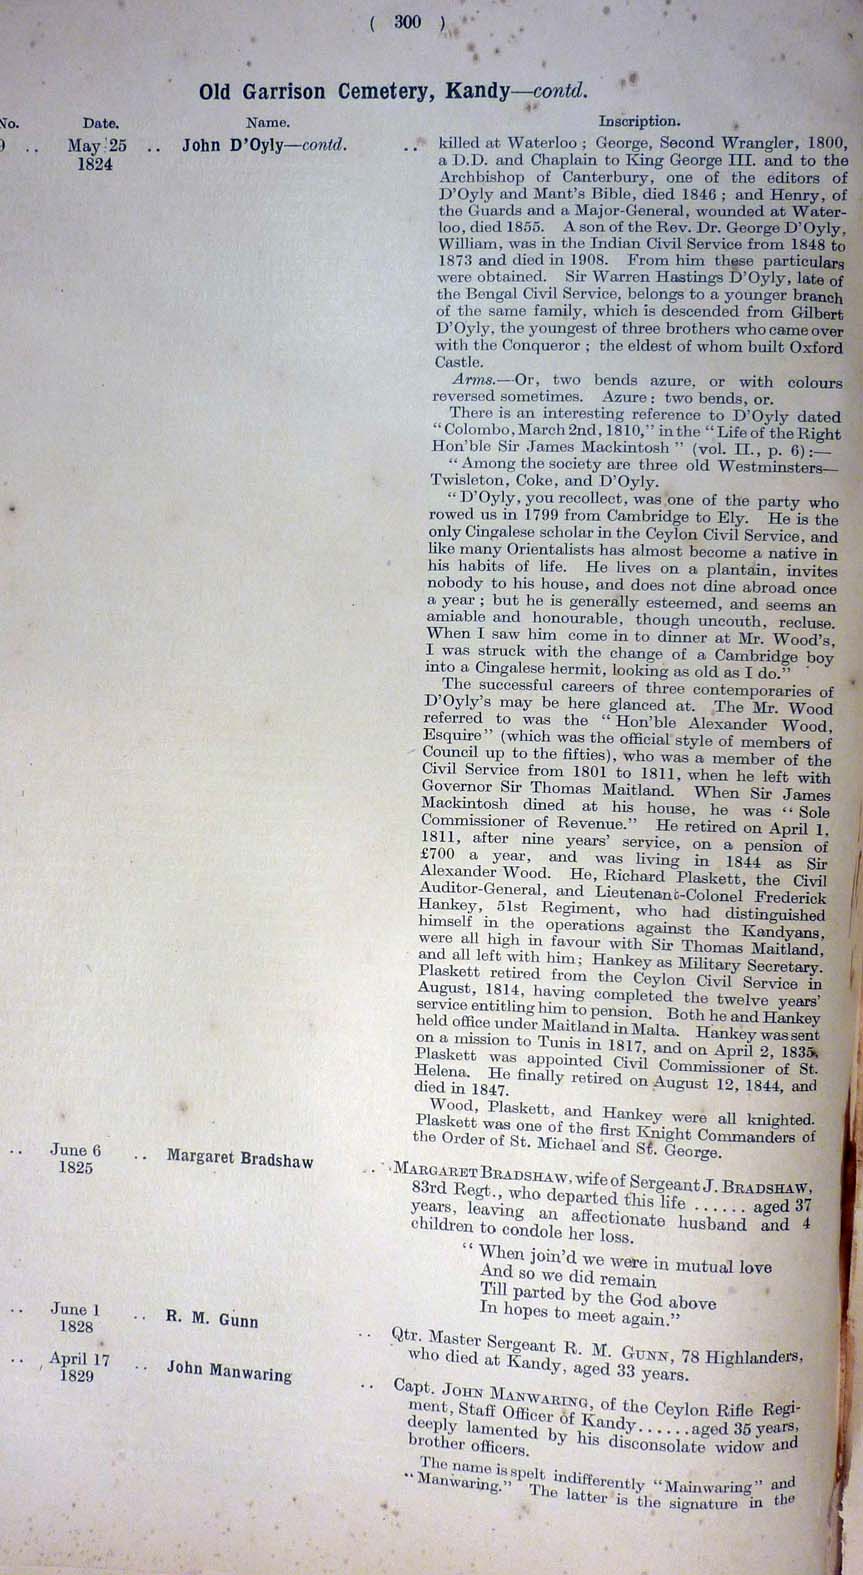 ( 300 )
Old Garrison Cemetery, Kandy—contd.
No. Date. Name. Inscription.
.. May 25 .. John D'Oyly—contd. .. killed at Waterloo ; George, Second Wrangler, 1800,
1824 a D.D. and Chaplain to King George III. and to the
Archbishop of Canterbury, one of the editors of
D'Oyly and Mant's Bible, died 1846 ; and Henry, of
the Guards and a Major-General, wounded at Water-
loo, died 1855. A son of the Rev. Dr. George D'Oyly,
William, was in the Indian Civil Service from 1848 to
1873 and died in 1908. From him these particulars
were obtained. Sir Warren Hastings D'Oyly, late of
the Bengal Civil Service, belongs to a younger branch
of the same family, which is descended from Gilbert
D'Oyly, the youngest of three brothers who came over
with the Conqueror ; the eldest of whom built Oxford
Castle.
Arms.—Or, two bends azure, or with colours
reversed sometimes. Azure : two bends, or.
There is an interesting reference to D'Oyly dated
“Colombo, March 2nd, 1810,” in the “Life of the Right
Hon'ble Sir James Mackintosh” (vol. II., p. 6) :—
“Among the society are three old Westminsters—
Twisleton, Coke, and D'Oyly.
“D'Oyly, you recollect, was one of the party who
rowed us in 1799 from Cambridge to Ely. He is the
only Cingalese scholar in the Ceylon Civil Service, and
like many Orientalists has almost become a native in
his habits of life. He lives on a plantain, invites
nobody to his house, and does not dine abroad once
a year ; but he is generally esteemed, and seems an
amiable and honourable, though uncouth, recluse.
When I saw him come in to dinner at Mr. Wood's,
I was struck with the change of a Cambridge boy
into a Cingalese hermit, looking as old as I do.”
The successful careers of three contemporaries of
D'Oyly's may be here glanced at. The Mr. Wood
referred to was the “Hon'ble Alexander Wood,
Esquire” (which was the official style of members of
Council up to the fifties), who was a member of the
Civil Service from 1801 to 1811, when he left with
Governor Sir Thomas Maitland. When Sir James
Mackintosh dined at his house, he was “Sole
Commissioner of Revenue.” He retired on April 1,
1811, after nine years' service, on a pension of
£700 a year, and was living in 1844 as Sir
Alexander Wood. He, Richard Plaskett, the Civil
Auditor-General, and Lieutenant-Colonel Frederick
Hankey, 51st Regiment, who had distinguished
himself in the operations against the Kandyans,
were all high in favour with Sir Thomas Maitland,
and all left with him; Hankey as Military Secretary.
Plaskett retired from the Ceylon Civil Service in
August, 1814, having completed the twelve years'
service entitling him to pension. Both he and Hankey
held office under Maitland in Malta. Hankey was sent
on a mission to Tunis in 1817, and on April 2, 1835,
Plaskett was appointed Civil Commissioner of St.
Helena. He finally retired on August 12, 1844, and
died in 1847.
Wood, Plaskett, and Hankey were all knighted.
Plaskett was one of the first Knight Commanders of
the Order of St. Michael and St. George.
.. June 6 .. Margaret Bradshaw .. MARGARET BRADSHAW, wife of Sergeant J. BRADSHAW,
1825 83rd Regt., who departed this life ...... aged 37
years, leaving an affectionate husband and 4
children to condole her loss.
“When join'd we were in mutual love
And so we did remain
Till parted by the God above
In hopes to meet again.”
.. June 1 .. R. M. Gunn .. Qtr. Master Sergeant R. M. GUNN, 78 Highlanders,
1828 who died at Kandy, aged 33 years.
.. April 17 .. John Manwaring .. Capt. JOHN MANWARING, of the Ceylon Rifle Regi-
1829 ment, Staff Officer of Kandy......aged 35 years,
deeply lamented by his disconsolate widow and
brother officers.
The name is spelt indifferently “Mainwaring” and
“Manwaring.” The latter is the signature in the